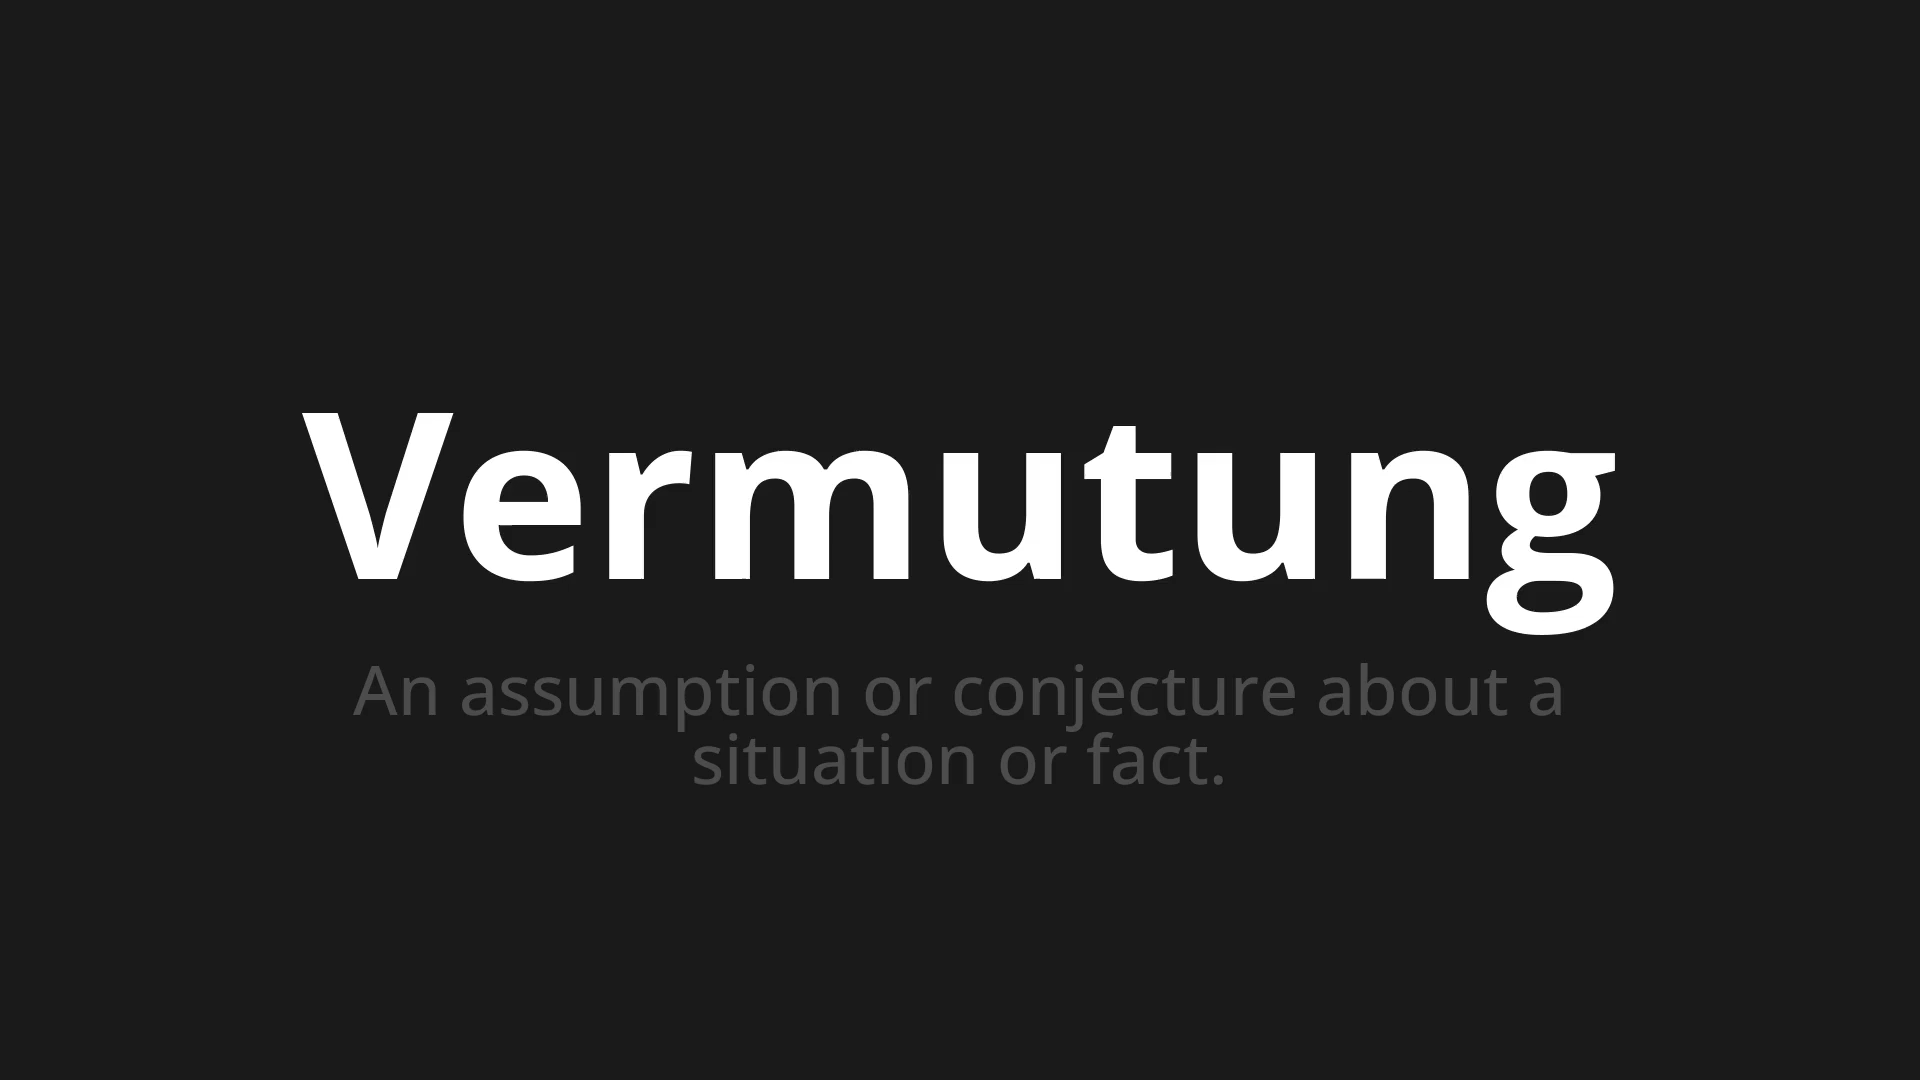 Vermutung
An assumption or conjecture about a
situation or fact.